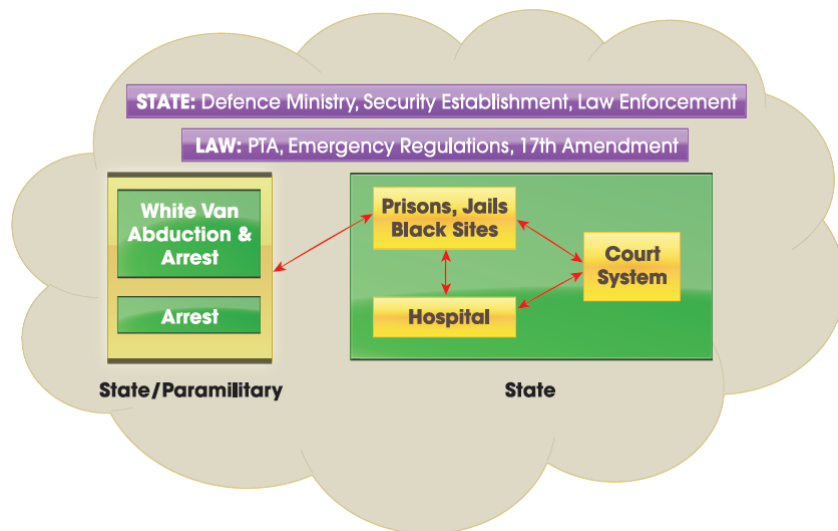 STATE: Defence Ministry, Security Establishment, Law Enforcement
LAW: PTA, Emergency Regulations, 17th Amendment
White Van
Abduction &
Arrest
Arrest
State/Paramilitary
Prisons, Jails
Black Sites
Hospital
Court
System
State